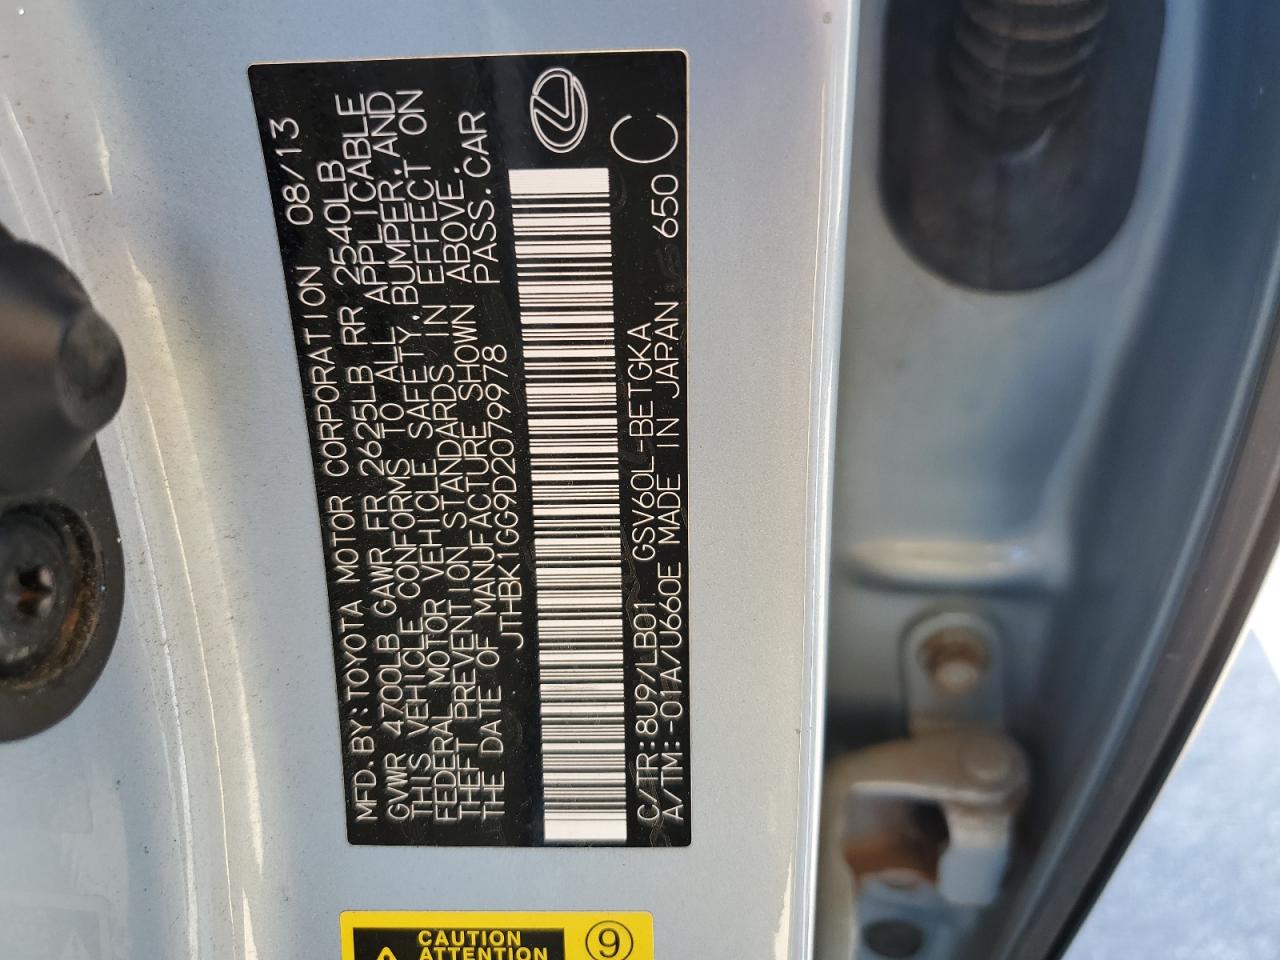 MFD. BY: TOYOTA MOTOR CORPORATION 08/13
GVWR 4700LB GAWR FR 2625LB RR 2540LB
THIS VEHICLE CONFORMS TO ALL APPLICABLE
FEDERAL MOTOR VEHICLE SAFETY, BUMPER, AND
THEFT PREVENTION STANDARDS IN EFFECT ON
THE DATE OF MANUFACTURE SHOWN ABOVE.
JTHBK1GG9D2079978 PASS. CAR
C/TR: 8U9/LB01 GSV60L-BETGKA
A/TM: -01A/U660E MADE IN JAPAN 650 C
CAUTION 9
ATTENTION